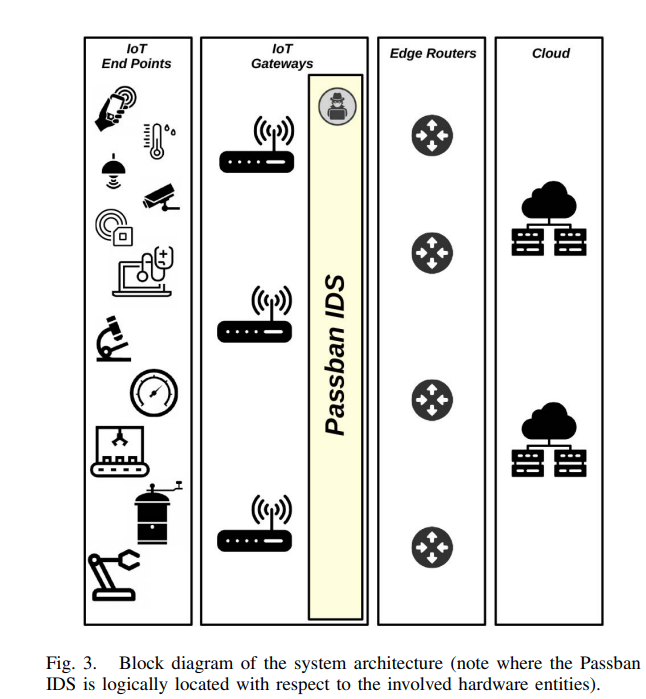 IoT
End Points
IoT
Gateways
Edge Routers
Cloud
Passban IDS
Fig. 3. Block diagram of the system architecture (note where the Passban
IDS is logically located with respect to the involved hardware entities).